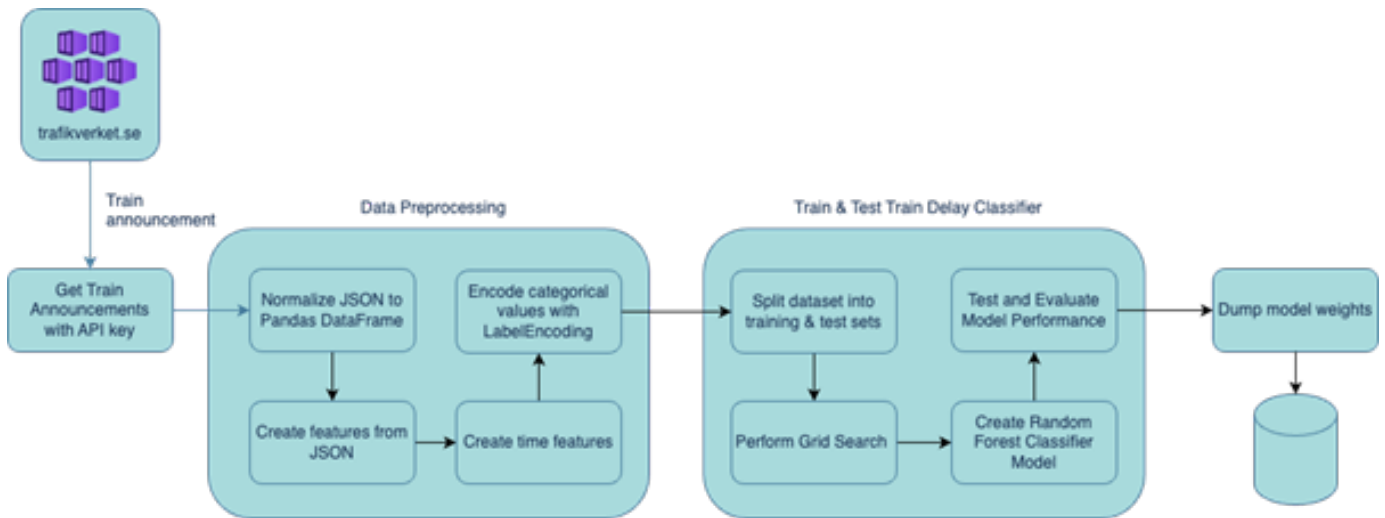 trafikverket.se
Train
announcement
Get Train
Announcements
with API key
Data Preprocessing
Normalize JSON to
Pandas DataFrame
Create features from
JSON
Create time features
Encode categorical
values with
LabelEncoding
Train & Test Train Delay Classifier
Split dataset into
training & test sets
Perform Grid Search
Create Random
Forest Classifier
Model
Test and Evaluate
Model Performance
Dump model weights